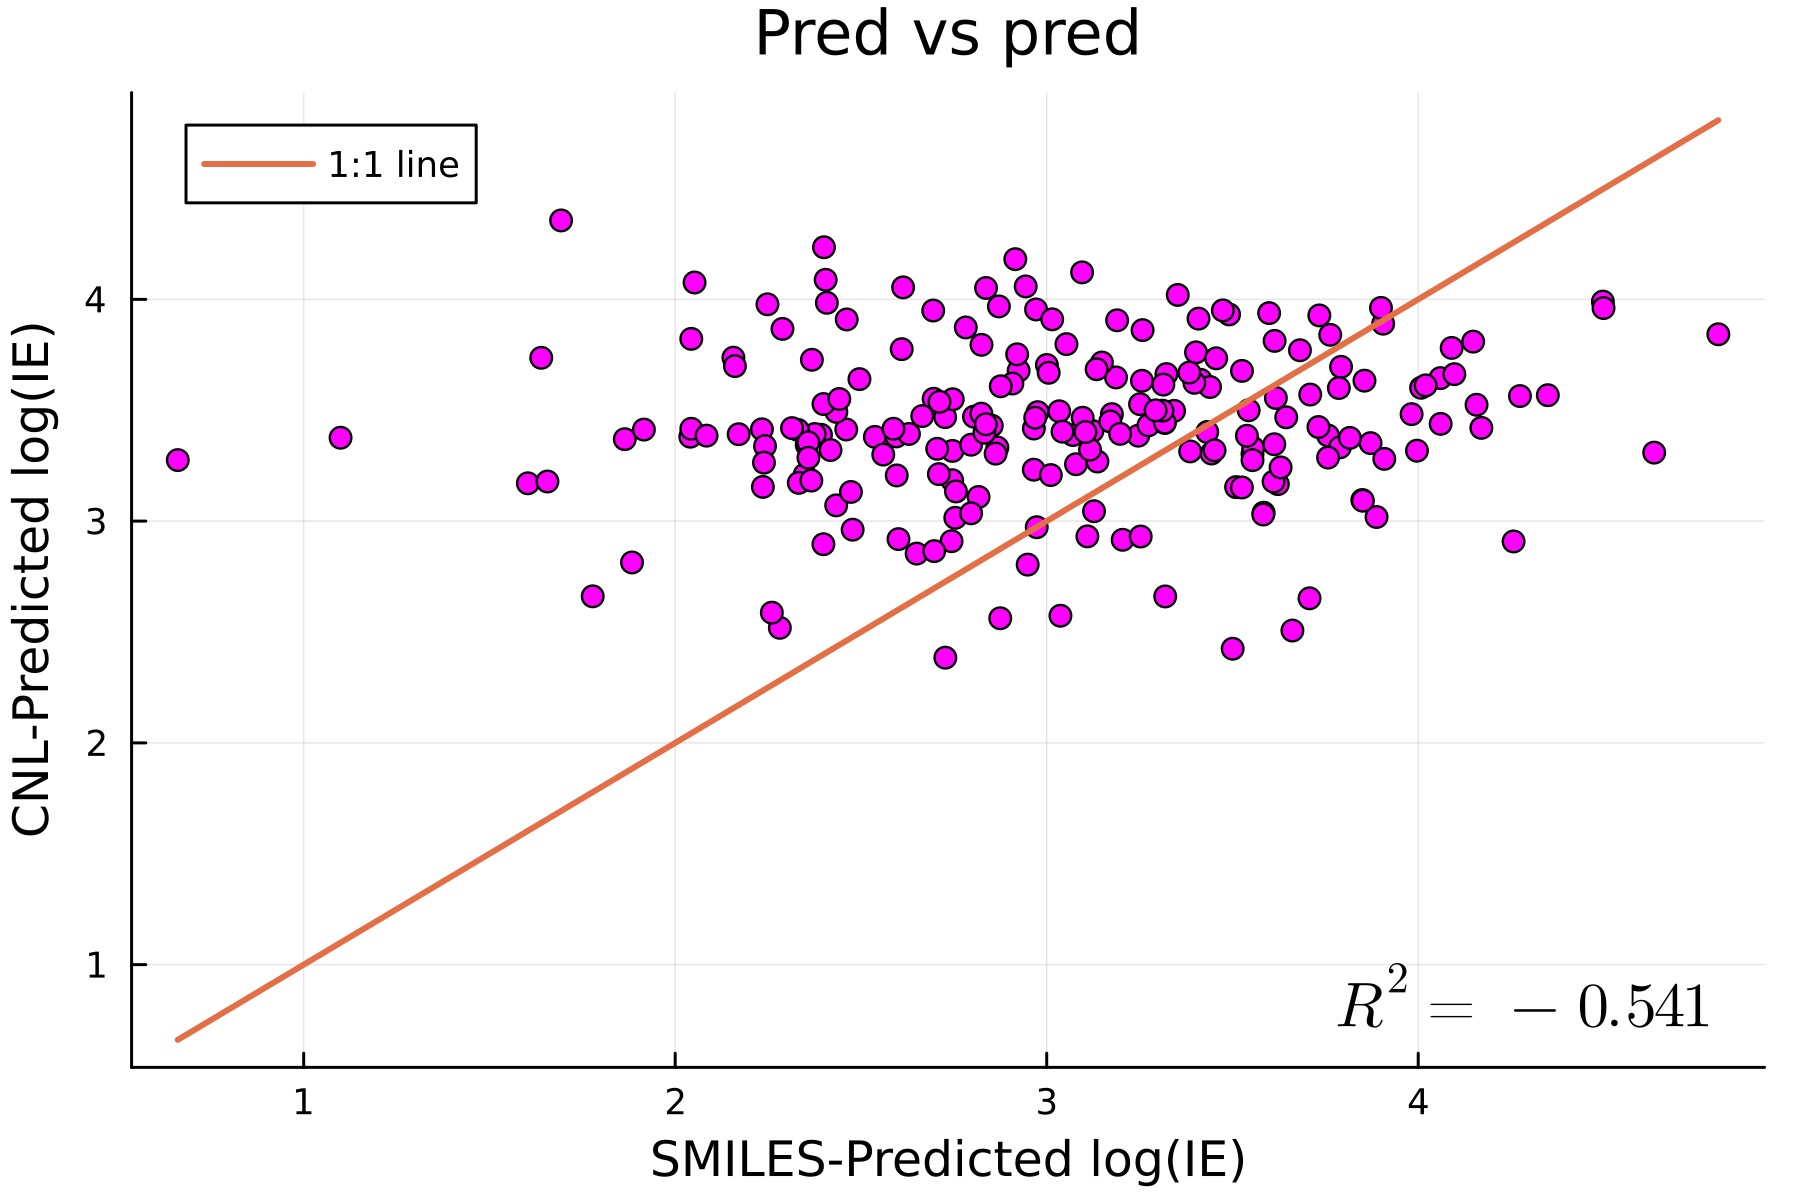 Pred vs pred
1:1 line
CNL-Predicted log(IE)
4
3
2
1
R² = − 0.541
1 2 3 4
SMILES-Predicted log(IE)